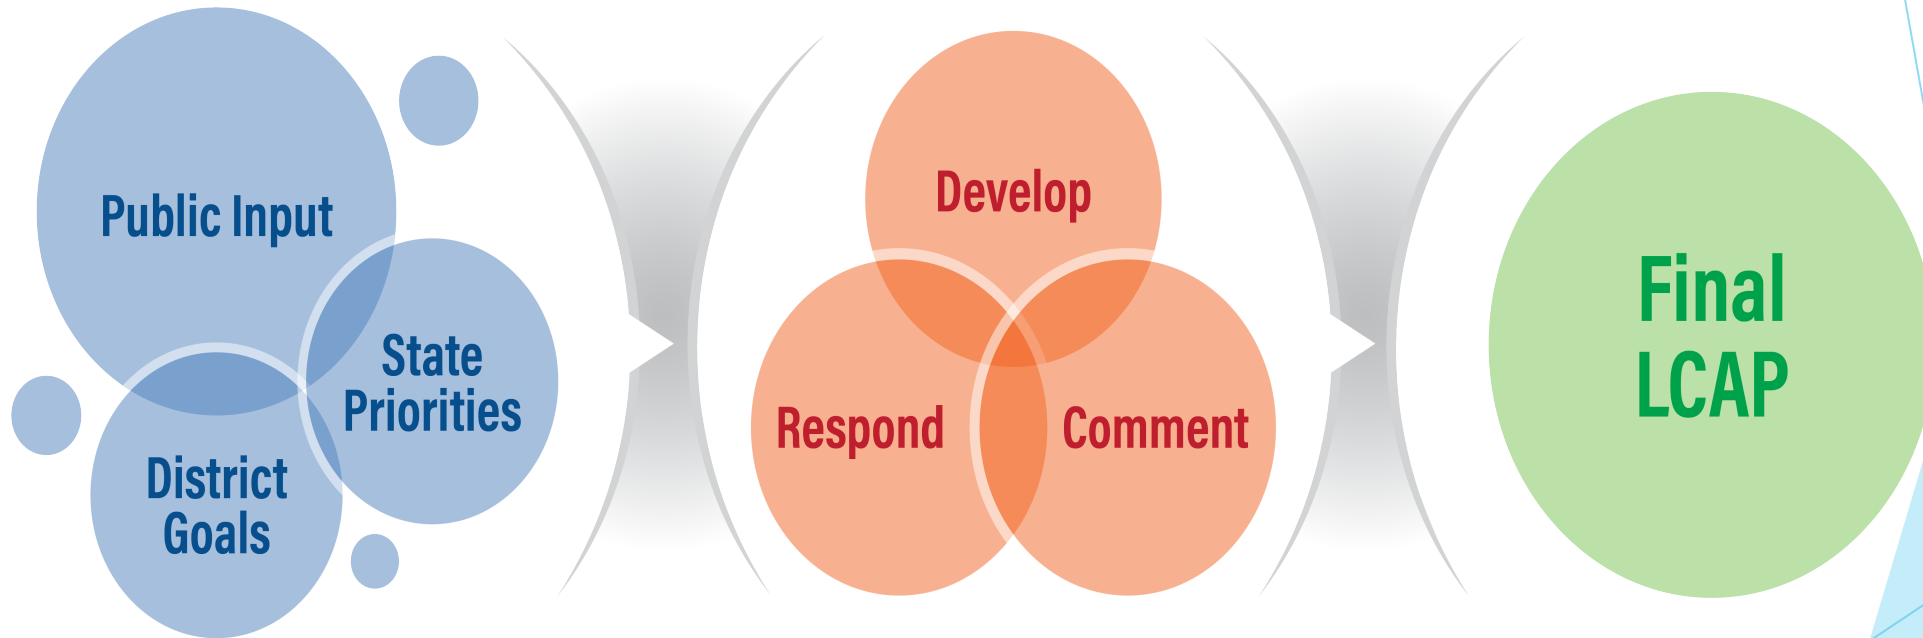 Public Input
State
Priorities
District
Goals
Develop
Respond
Comment
Final
LCAP